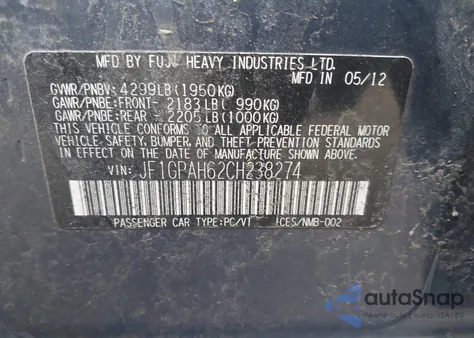 MFD BY FUJI HEAVY INDUSTRIES LTD.
MFD IN 05/12
GVWR/PNBV: 4299LB (1950KG)
GAWR/PNBE: FRONT- 2183LB ( 990KG)
GAWR/PNBE: REAR - 2205LB (1000KG)
THIS VEHICLE CONFORMS TO ALL APPLICABLE FEDERAL MOTOR
VEHICLE SAFETY, BUMPER, AND THEFT PREVENTION STANDARDS
IN EFFECT ON THE DATE OF MANUFACTURE SHOWN ABOVE.
VIN: JF1GPAH62CH238274
PASSENGER CAR TYPE:PC/VT ICES/NMB-002
autoSnap